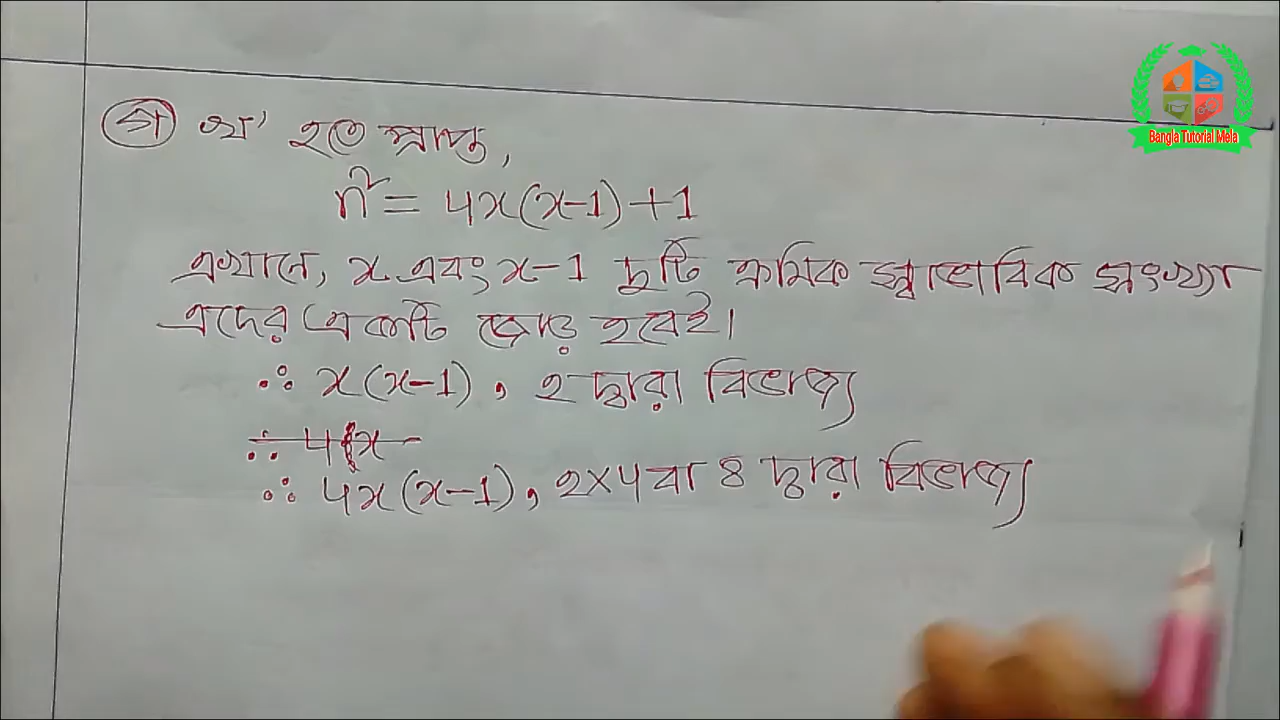 গ খ' হতে প্রাপ্ত,
n² = 4x(x-1)+1
এখানে, x এবং x-1 দুটি ক্রমিক স্বাভাবিক সংখ্যা
এদের একটি জোড় হবেই।
∴ x(x-1), 2 দ্বারা বিভাজ্য
∴ 4{x
∴ 4x(x-1), 2×4 বা 8 দ্বারা বিভাজ্য
Bangla Tutorial Mela